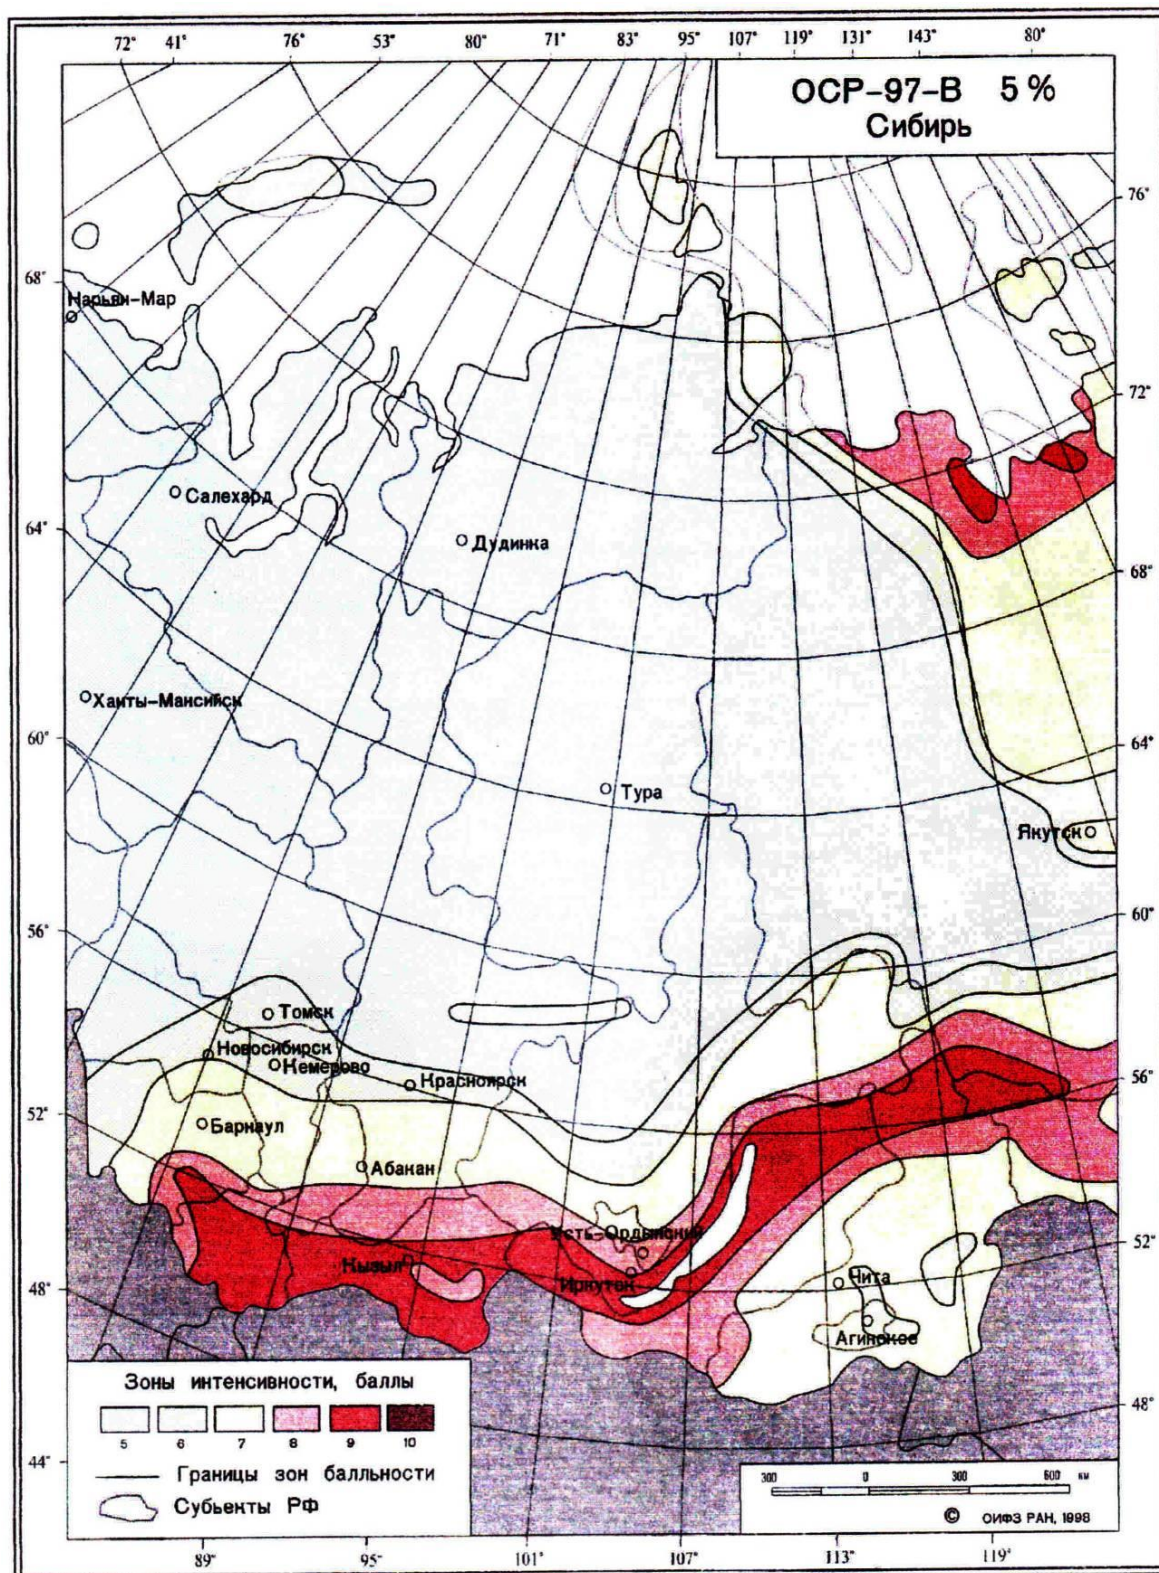 72° 41° 76° 53° 80° 71° 83° 95° 107° 119° 131° 143° 80°
ОСР-97-В 5 %
Сибирь
76°
68°
Нарьян-Мар
72°
Салехард
64°
Дудинка
68°
Ханты-Мансийск
60°
64°
Тура
Якутск
56°
60°
Томск
Новосибирск
Кемерово
Красноярск
56°
52°
Барнаул
Абакан
Усть-Ордынский
52°
Кызыл
Иркутск
Чита
48°
Агинское
Зоны интенсивности, баллы
5 6 7 8 9 10
48°
44°
Границы зон балльности
Субьекты РФ
300 0 300 600 км
© ОИФЗ РАН, 1998
89° 95° 101° 107° 113° 119°